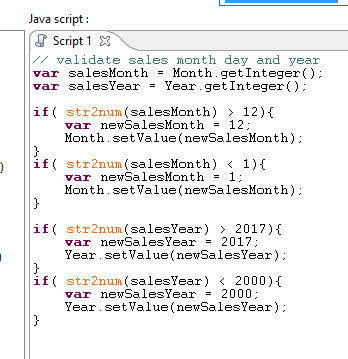 Java script :
Script 1
// validate sales month day and year
var salesMonth = Month.getInteger();
var salesYear = Year.getInteger();
if( str2num(salesMonth) > 12){
var newSalesMonth = 12;
Month.setValue(newSalesMonth);
}
if( str2num(salesMonth) < 1){
var newSalesMonth = 1;
Month.setValue(newSalesMonth);
}
if( str2num(salesYear) > 2017){
var newSalesYear = 2017;
Year.setValue(newSalesYear);
}
if( str2num(salesYear) < 2000){
var newSalesYear = 2000;
Year.setValue(newSalesYear);
}